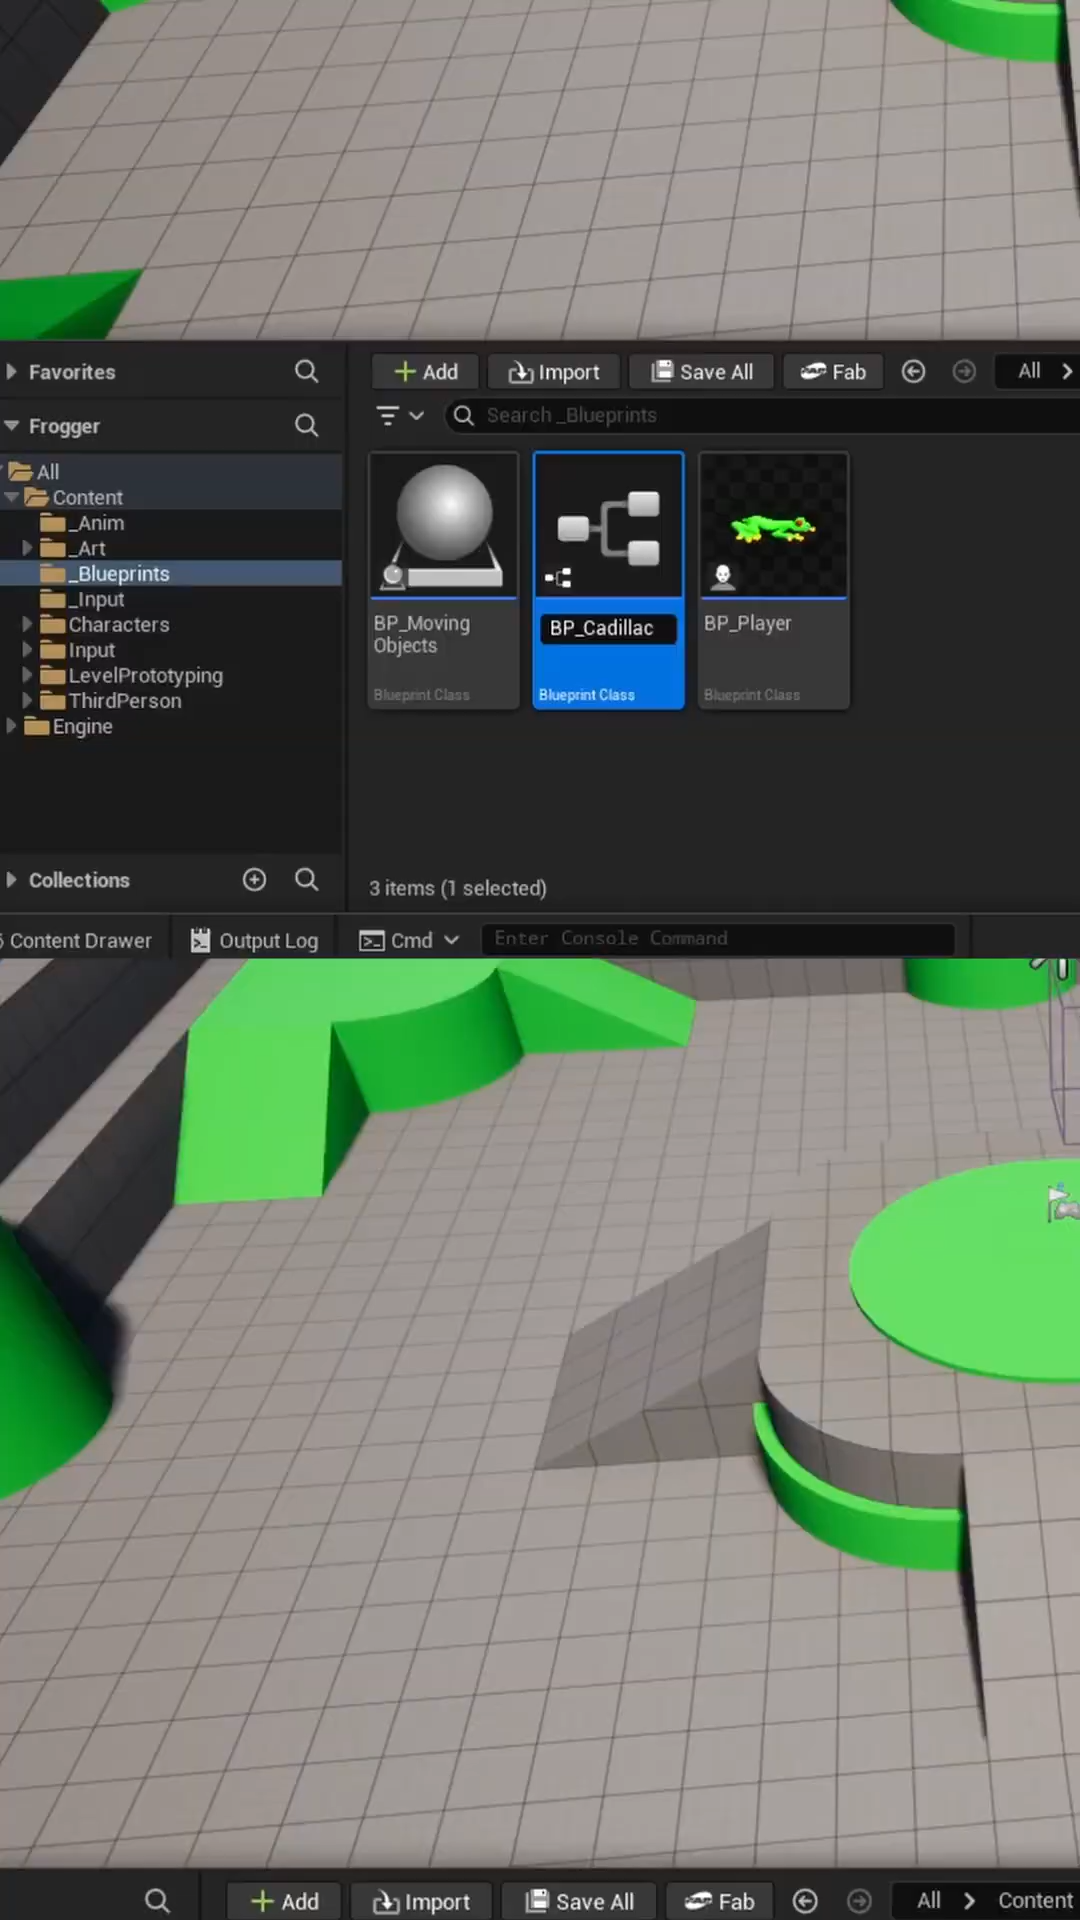 Favorites
Add
Import
Save All
Fab
All
Frogger
Search _Blueprints
All
Content
_Anim
_Art
_Blueprints
_Input
Characters
Input
LevelPrototyping
ThirdPerson
Engine
BP_Moving
Objects
Blueprint Class
BP_Cadillac
Blueprint Class
BP_Player
Blueprint Class
Collections
3 items (1 selected)
Content Drawer
Output Log
Cmd
Enter Console Command
Add
Import
Save All
Fab
All
Content